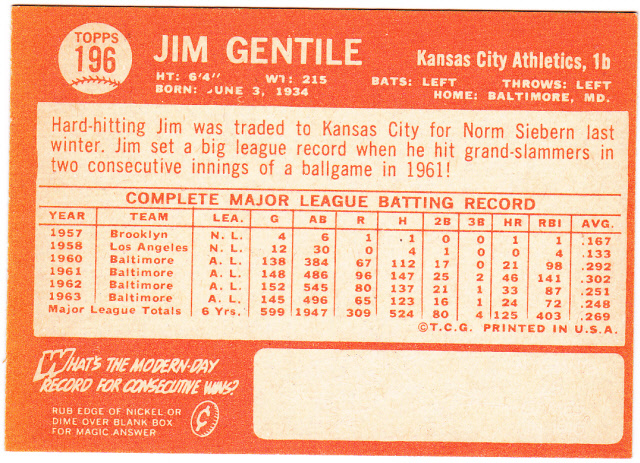 TOPPS
196
JIM GENTILE
Kansas City Athletics, 1b
HT: 6'4" WT: 215 BATS: LEFT THROWS: LEFT
BORN: JUNE 3, 1934 HOME: BALTIMORE, MD.
Hard-hitting Jim was traded to Kansas City for Norm Siebern last
winter. Jim set a big league record when he hit grand-slammers in
two consecutive innings of a ballgame in 1961!
COMPLETE MAJOR LEAGUE BATTING RECORD
YEAR TEAM LEA. G AB R H 2B 3B HR RBI AVG.
1957 Brooklyn N. L. 4 6 1 1 0 0 1 1 .167
1958 Los Angeles N. L. 12 30 0 4 1 0 0 4 .133
1960 Baltimore A. L. 138 384 67 112 17 0 21 98 .292
1961 Baltimore A. L. 148 486 96 147 25 2 46 141 .302
1962 Baltimore A. L. 152 545 80 137 21 1 33 87 .251
1963 Baltimore A. L. 145 496 65 123 16 1 24 72 .248
Major League Totals 6 Yrs. 599 1947 309 524 80 4 125 403 .269
©T.C.G. PRINTED IN U.S.A.
WHAT'S THE MODERN-DAY
RECORD FOR CONSECUTIVE WINS?
RUB EDGE OF NICKEL OR
DIME OVER BLANK BOX
FOR MAGIC ANSWER
¢